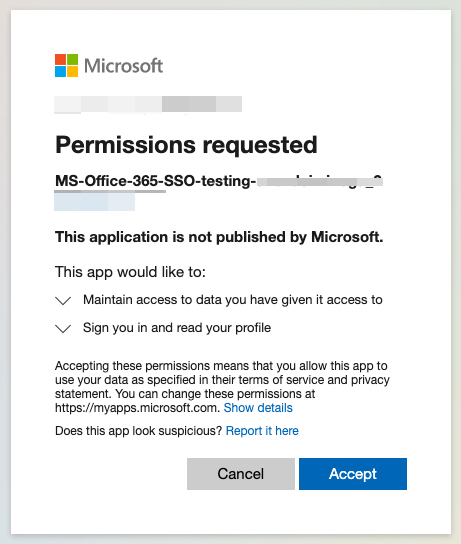 Microsoft
Permissions requested
MS-Office-365-SSO-testing-
This application is not published by Microsoft.
This app would like to:
Maintain access to data you have given it access to
Sign you in and read your profile
Accepting these permissions means that you allow this app to
use your data as specified in their terms of service and privacy
statement. You can change these permissions at
https://myapps.microsoft.com. Show details
Does this app look suspicious? Report it here
Cancel
Accept